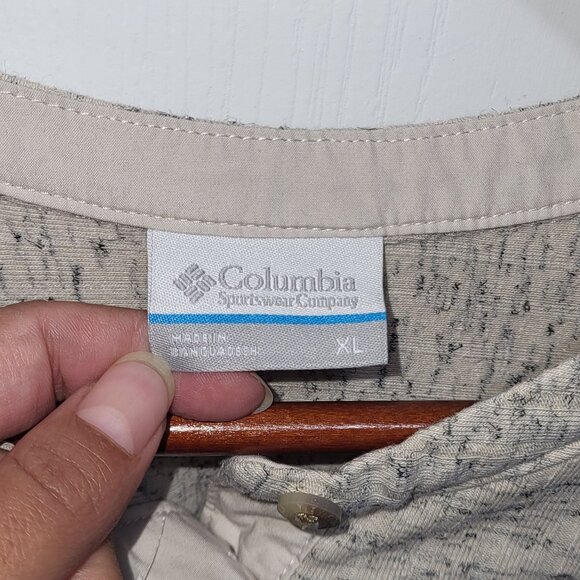 Columbia
Sportswear Company
MADE IN
BANGLADESH
XL